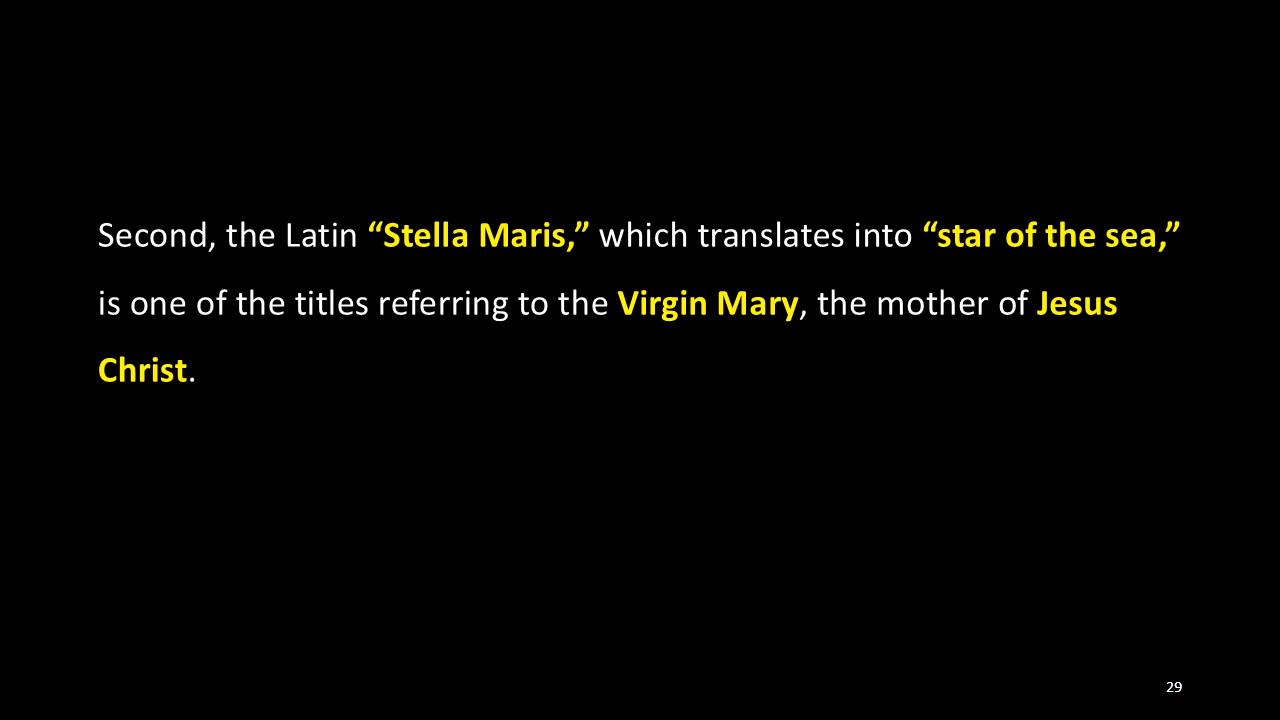 Second, the Latin “Stella Maris,” which translates into “star of the sea,”
is one of the titles referring to the Virgin Mary, the mother of Jesus
Christ.
29